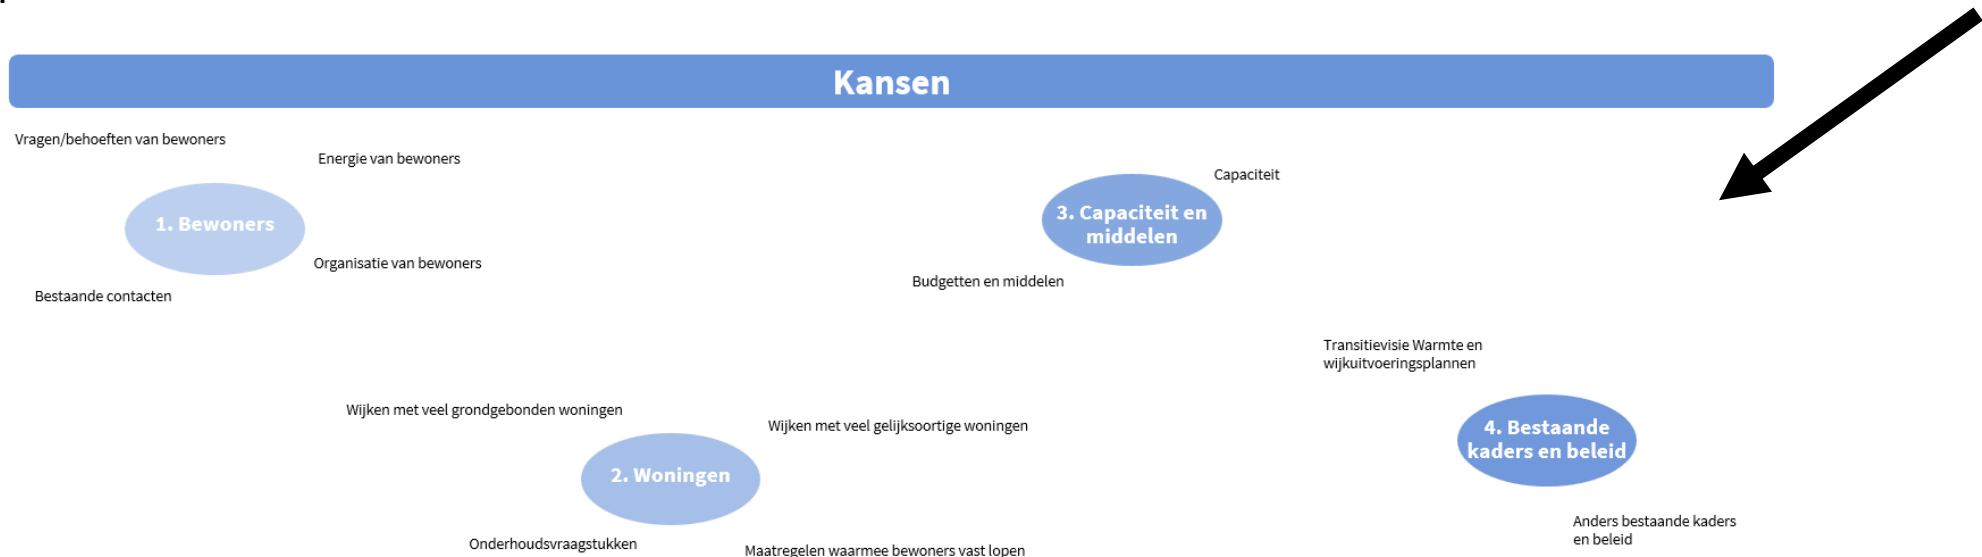 Kansen
Vragen/behoeften van bewoners
Energie van bewoners
1. Bewoners
Organisatie van bewoners
Bestaande contacten
Wijken met veel grondgebonden woningen
Wijken met veel gelijksoortige woningen
2. Woningen
Onderhoudsvraagstukken
Maatregelen waarmee bewoners vast lopen
Capaciteit
3. Capaciteit en
middelen
Budgetten en middelen
Transitievisie Warmte en
wijkuitvoeringsplannen
4. Bestaande
kaders en beleid
Anders bestaande kaders
en beleid